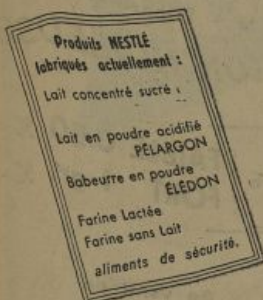 Produits NESTLÉ
fabriqués actuellement :
Lait concentré sucré
Lait en poudre acidifié
PÉLARGON
Babeurre en poudre
ÉLÉDON
Farine Lactée
Farine sans Lait
aliments de sécurité.